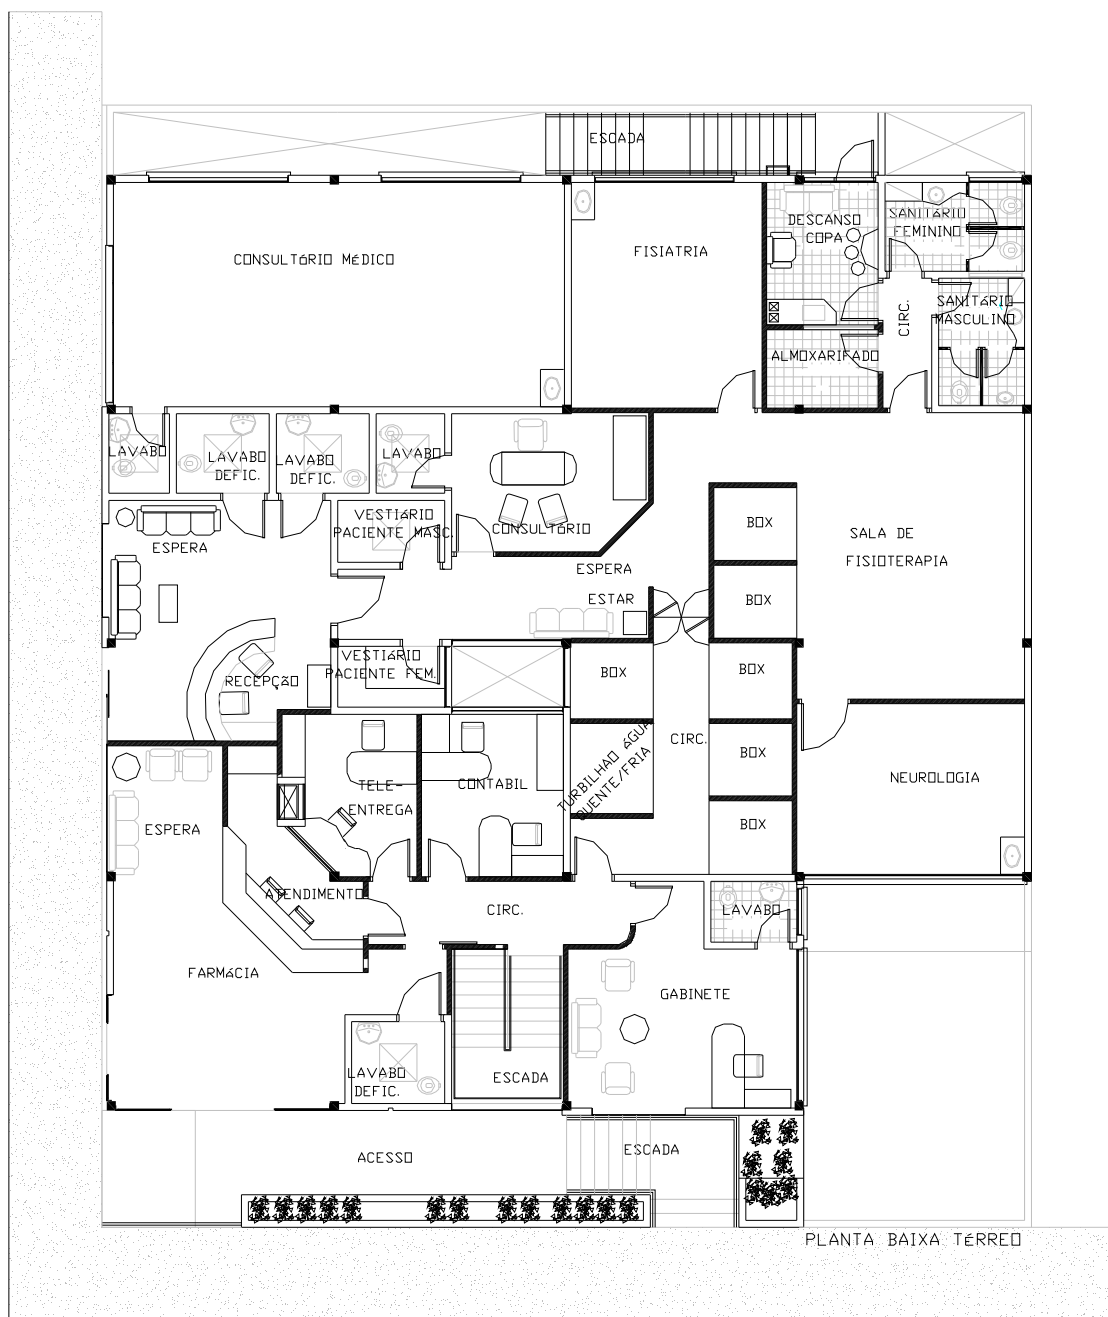 ESCADA
DESCANSO
COPA
SANITáRIO
FEMININO
FISIATRIA
CONSULTóRIO MéDICO
SANITáRIO
MASCULINO
CIRC.
ALMOXARIFADO
LAVABO
LAVABO
DEFIC.
LAVABO
DEFIC.
LAVABO
VESTIáRIO
PACIENTE MASC.
CONSULTóRIO
BOX
SALA DE
FISIOTERAPIA
ESPERA
ESPERA
ESTAR
BOX
VESTIáRIO
PACIENTE FEM.
RECEPçãO
BOX
BOX
TURBILHAO áGUA
QUENTE/FRIA
CIRC.
BOX
NEUROLOGIA
TELE-
ENTREGA
CONTABIL
ESPERA
BOX
ATENDIMENTO
CIRC.
LAVABO
FARMáCIA
GABINETE
LAVABO
DEFIC.
ESCADA
ACESSO
ESCADA
PLANTA BAIXA TéRREO